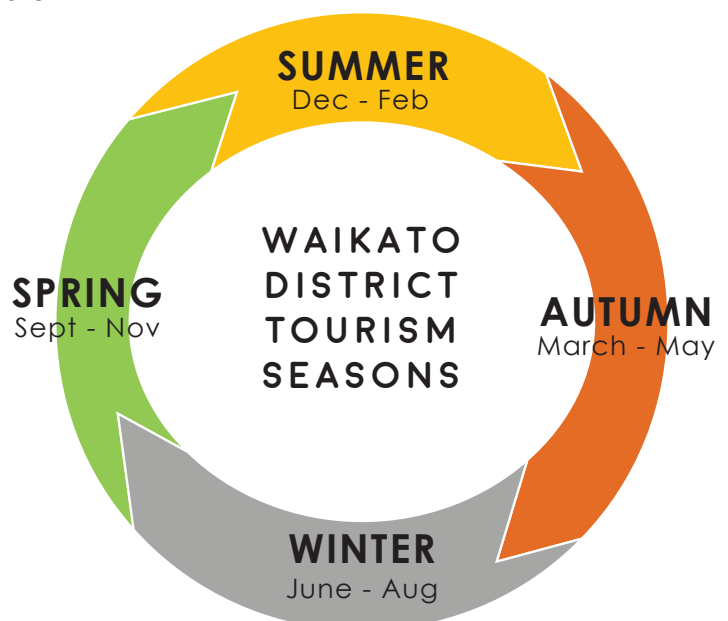 SUMMER
Dec - Feb
WAIKATO
DISTRICT
TOURISM
SEASONS
SPRING
Sept - Nov
AUTUMN
March - May
WINTER
June - Aug